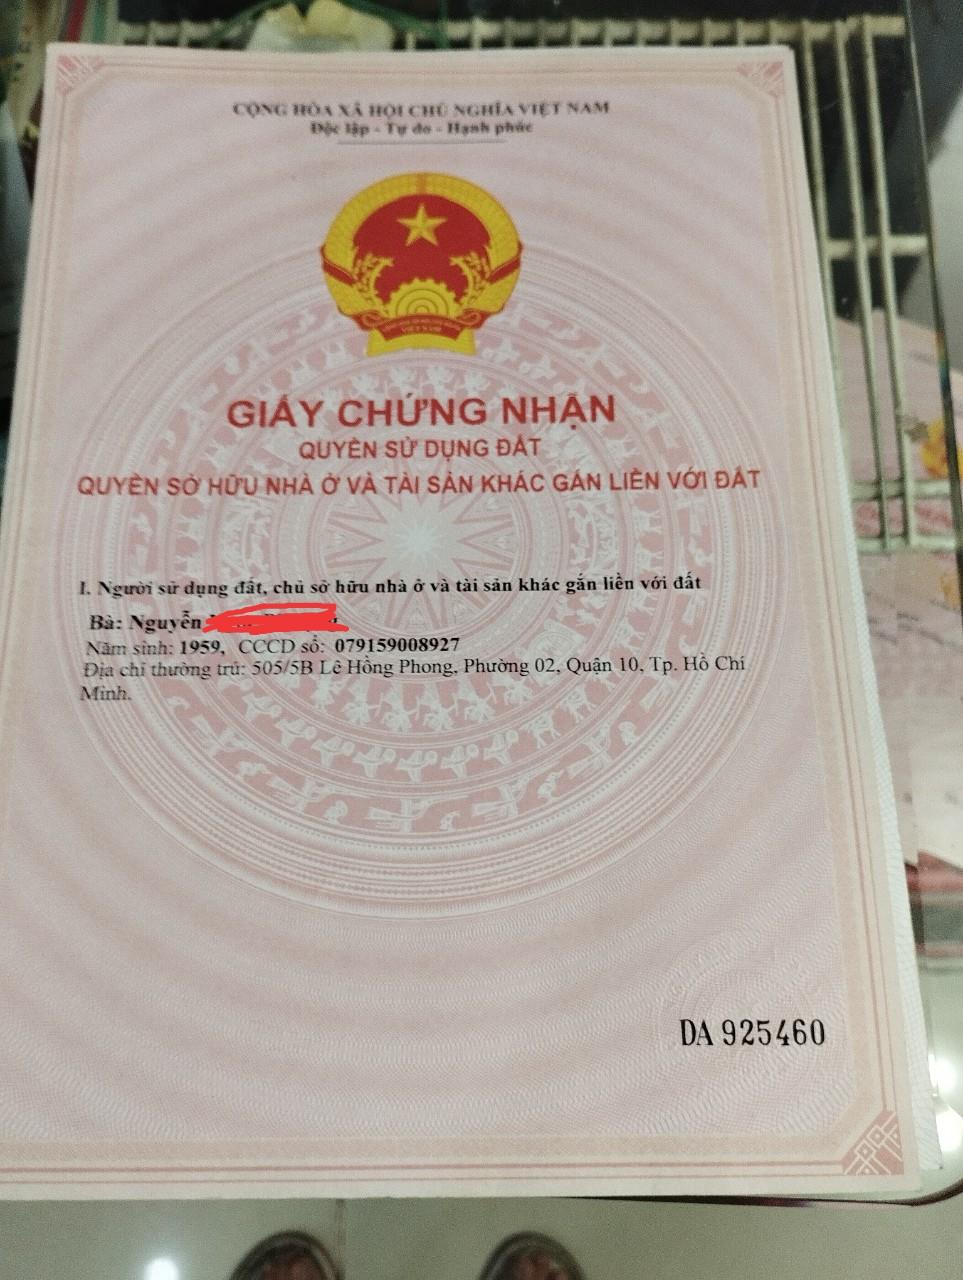 CỘNG HÒA XÃ HỘI CHỦ NGHĨA VIỆT NAM
Độc lập - Tự do - Hạnh phúc
VIỆT NAM
GIẤY CHỨNG NHẬN
QUYỀN SỬ DỤNG ĐẤT
QUYỀN SỞ HỮU NHÀ Ở VÀ TÀI SẢN KHÁC GẮN LIỀN VỚI ĐẤT
I. Người sử dụng đất, chủ sở hữu nhà ở và tài sản khác gắn liền với đất
Bà: Nguyễn
Năm sinh: 1959, CCCD số: 079159008927
Địa chỉ thường trú: 505/5B Lê Hồng Phong, Phường 02, Quận 10, Tp. Hồ Chí
Minh.
DA 925460